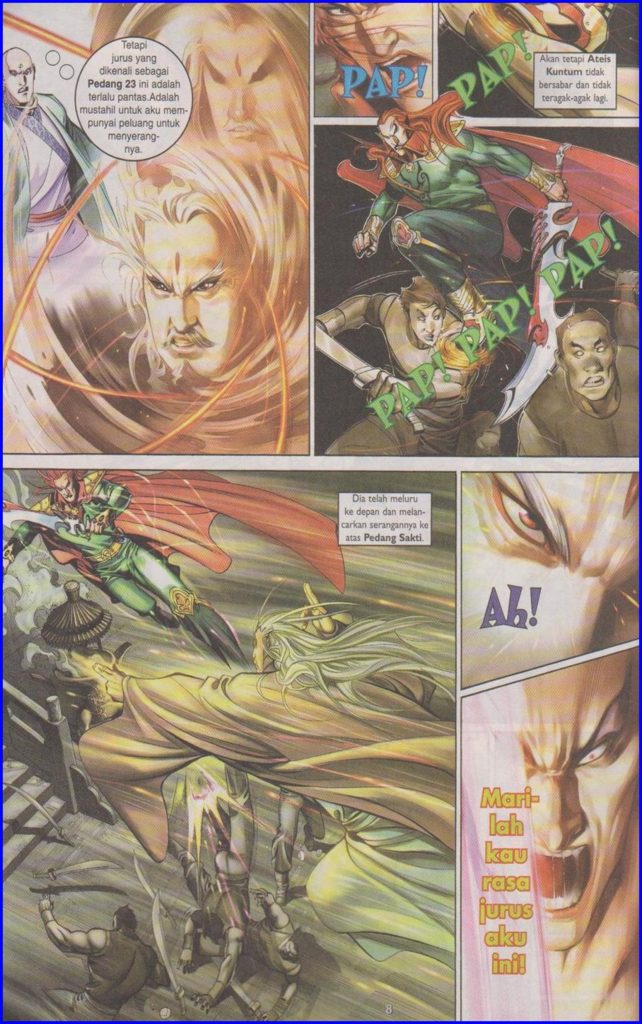 Tetapi
jurus yang
dikenali sebagai
Pedang 23 ini adalah
terlalu pantas.Adalah
mustahil untuk aku mem-
punyai peluang untuk
menyerang-
nya.
PAP!
PAP!
Akan tetapi Ateis
Kuntum tidak
bersabar dan tidak
teragak-agak lagi.
PAP! PAP! PAP! PAP!
Dia telah meluru
ke depan dan melan-
carkan serangannya ke
atas Pedang Sakti.
Ah!
Mari-
lah
kau
rasa
jurus
aku
ini!
8